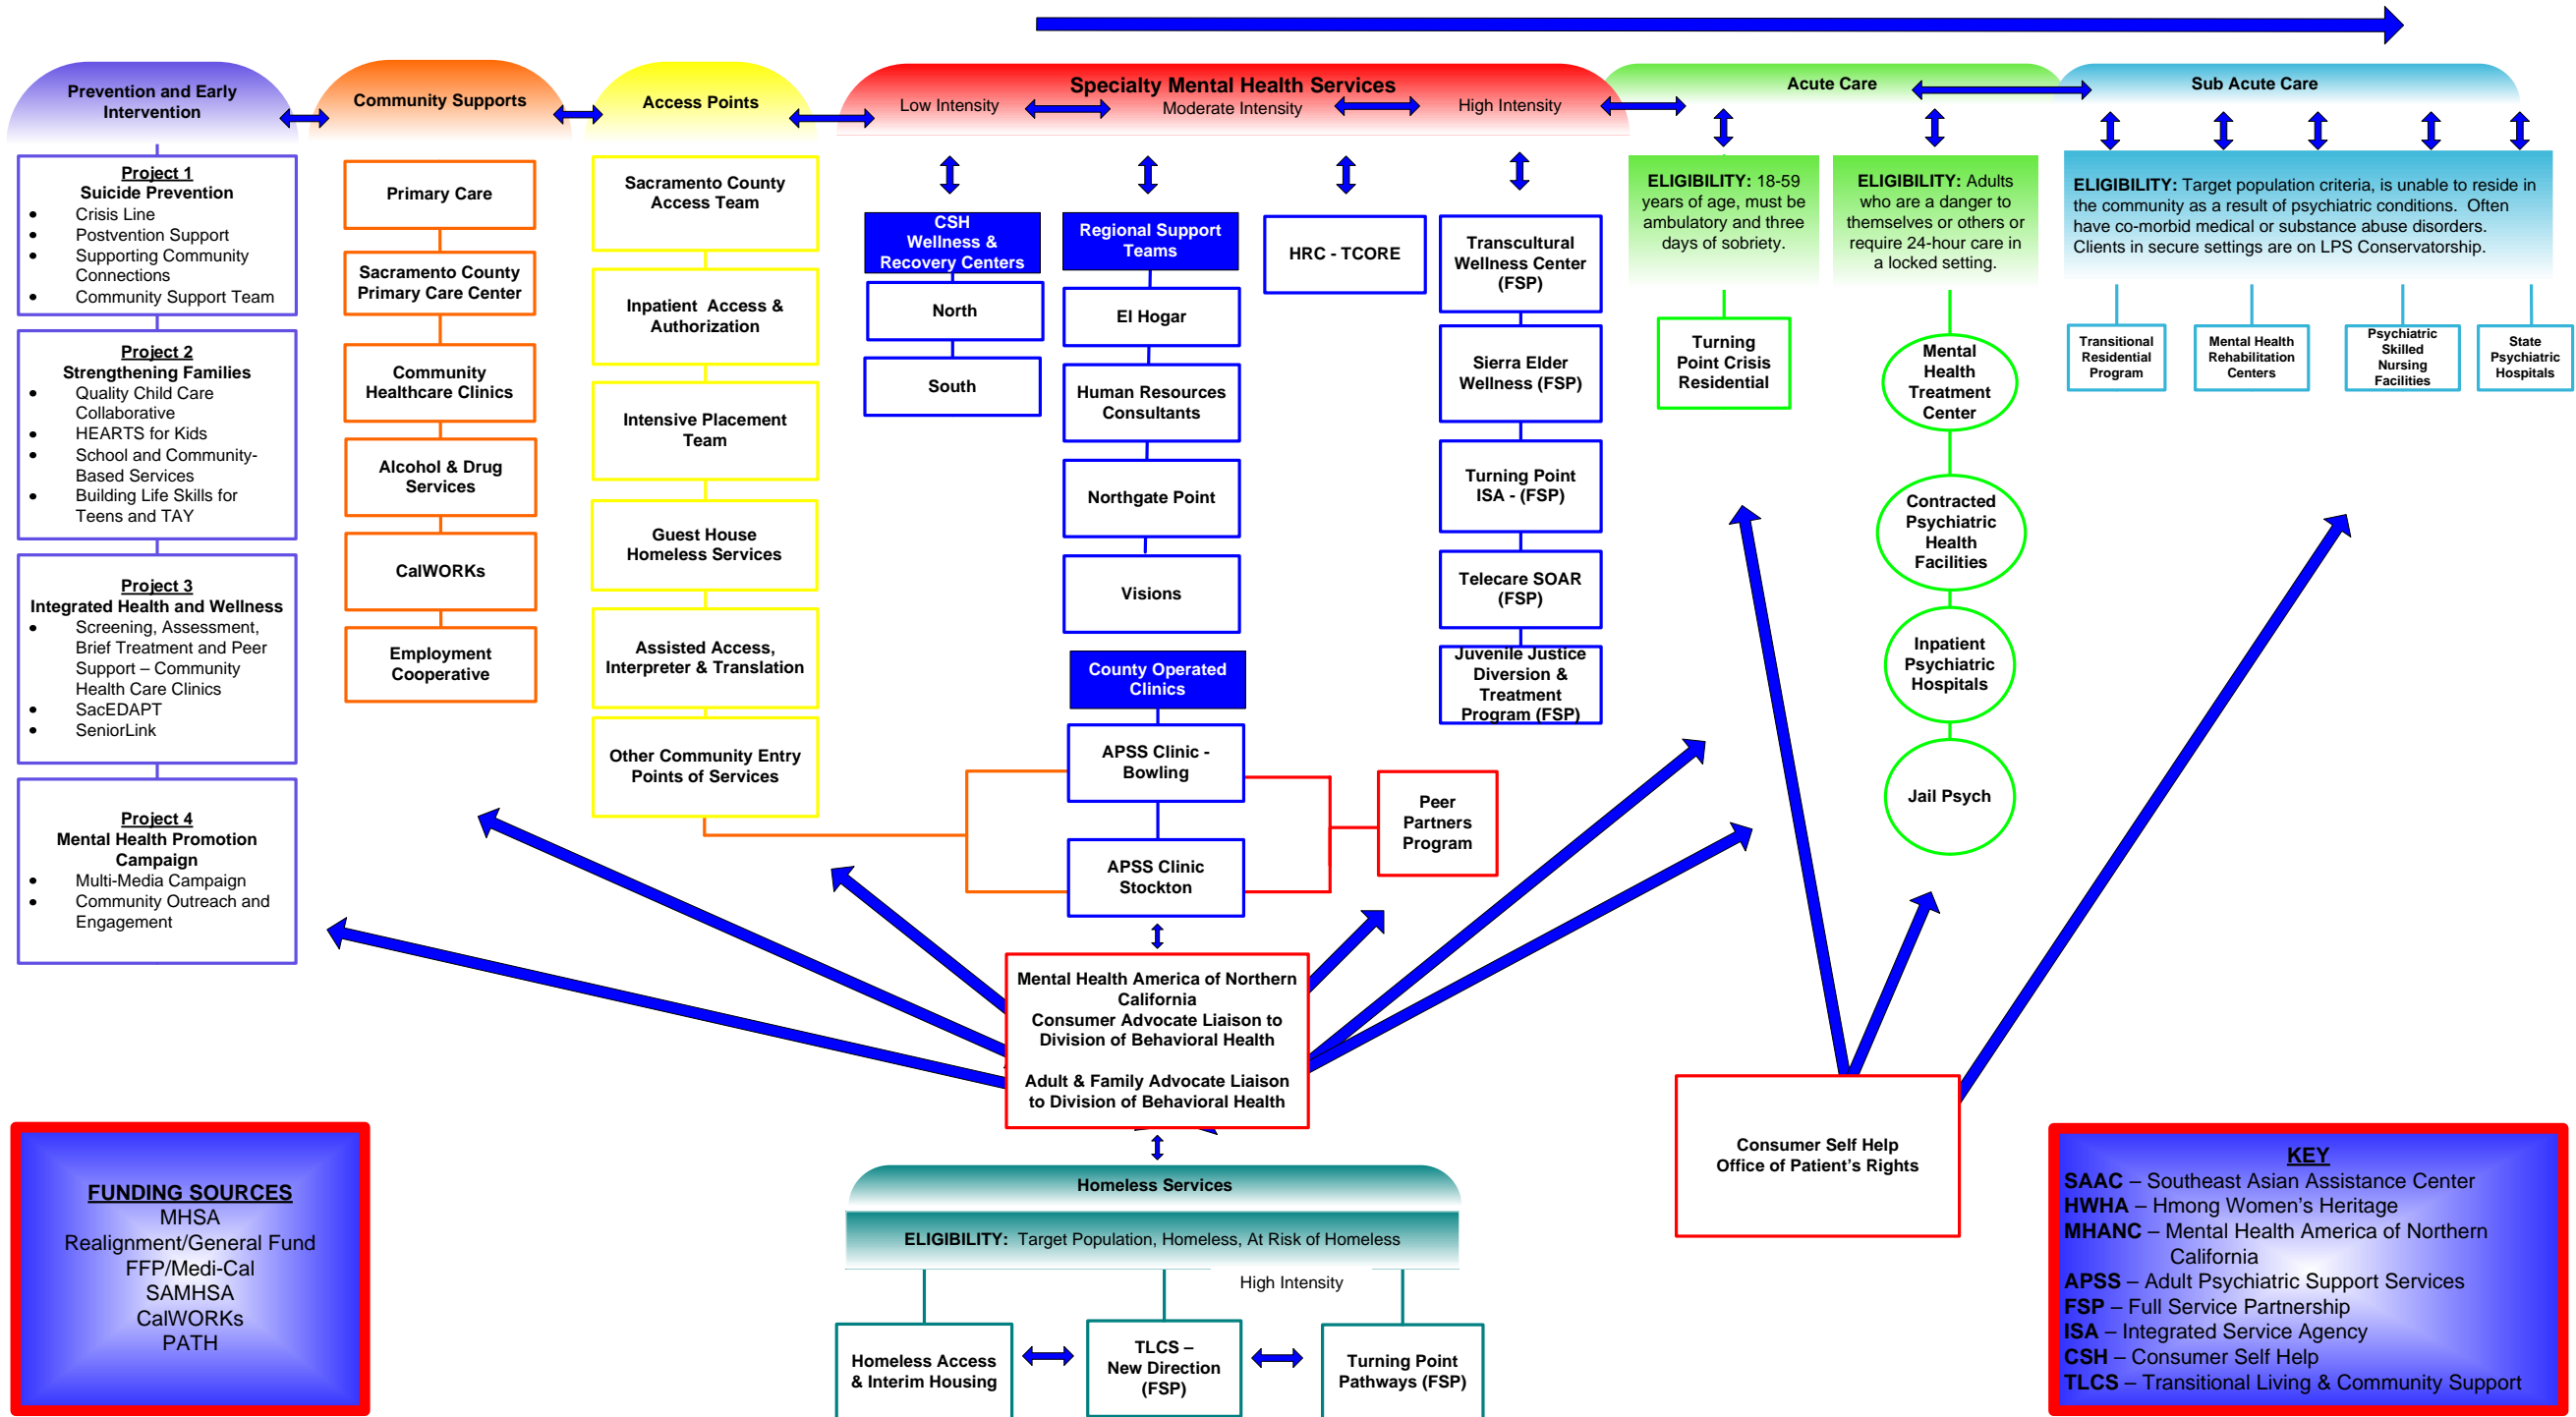 Prevention and Early
Intervention
Community Supports
Access Points
Specialty Mental Health Services
Low Intensity
Moderate Intensity
High Intensity
Acute Care
Sub Acute Care
Project 1
Suicide Prevention
• Crisis Line
• Postvention Support
• Supporting Community
Connections
• Community Support Team
Project 2
Strengthening Families
• Quality Child Care
Collaborative
• HEARTS for Kids
• School and Community-
Based Services
• Building Life Skills for
Teens and TAY
Project 3
Integrated Health and Wellness
• Screening, Assessment,
Brief Treatment and Peer
Support – Community
Health Care Clinics
• SacEDAPT
• SeniorLink
Project 4
Mental Health Promotion
Campaign
• Multi-Media Campaign
• Community Outreach and
Engagement
Primary Care
Sacramento County
Primary Care Center
Community
Healthcare Clinics
Alcohol & Drug
Services
CalWORKs
Employment
Cooperative
Sacramento County
Access Team
Inpatient Access &
Authorization
Intensive Placement
Team
Guest House
Homeless Services
Assisted Access,
Interpreter & Translation
Other Community Entry
Points of Services
CSH
Wellness &
Recovery Centers
North
South
Regional Support
Teams
El Hogar
Human Resources
Consultants
Northgate Point
Visions
County Operated
Clinics
APSS Clinic -
Bowling
APSS Clinic
Stockton
HRC - TCORE
Transcultural
Wellness Center
(FSP)
Sierra Elder
Wellness (FSP)
Turning Point
ISA - (FSP)
Telecare SOAR
(FSP)
Juvenile Justice
Diversion &
Treatment
Program (FSP)
Peer
Partners
Program
ELIGIBILITY: 18-59
years of age, must be
ambulatory and three
days of sobriety.
Turning
Point Crisis
Residential
ELIGIBILITY: Adults
who are a danger to
themselves or others or
require 24-hour care in
a locked setting.
Mental
Health
Treatment
Center
Contracted
Psychiatric
Health
Facilities
Inpatient
Psychiatric
Hospitals
Jail Psych
ELIGIBILITY: Target population criteria, is unable to reside in
the community as a result of psychiatric conditions. Often
have co-morbid medical or substance abuse disorders.
Clients in secure settings are on LPS Conservatorship.
Transitional
Residential
Program
Mental Health
Rehabilitation
Centers
Psychiatric
Skilled
Nursing
Facilities
State
Psychiatric
Hospitals
Mental Health America of Northern
California
Consumer Advocate Liaison to
Division of Behavioral Health
Adult & Family Advocate Liaison
to Division of Behavioral Health
Consumer Self Help
Office of Patient's Rights
Homeless Services
ELIGIBILITY: Target Population, Homeless, At Risk of Homeless
High Intensity
Homeless Access
& Interim Housing
TLCS –
New Direction
(FSP)
Turning Point
Pathways (FSP)
FUNDING SOURCES
MHSA
Realignment/General Fund
FFP/Medi-Cal
SAMHSA
CalWORKs
PATH
KEY
SAAC – Southeast Asian Assistance Center
HWHA – Hmong Women's Heritage
MHANC – Mental Health America of Northern
California
APSS – Adult Psychiatric Support Services
FSP – Full Service Partnership
ISA – Integrated Service Agency
CSH – Consumer Self Help
TLCS – Transitional Living & Community Support